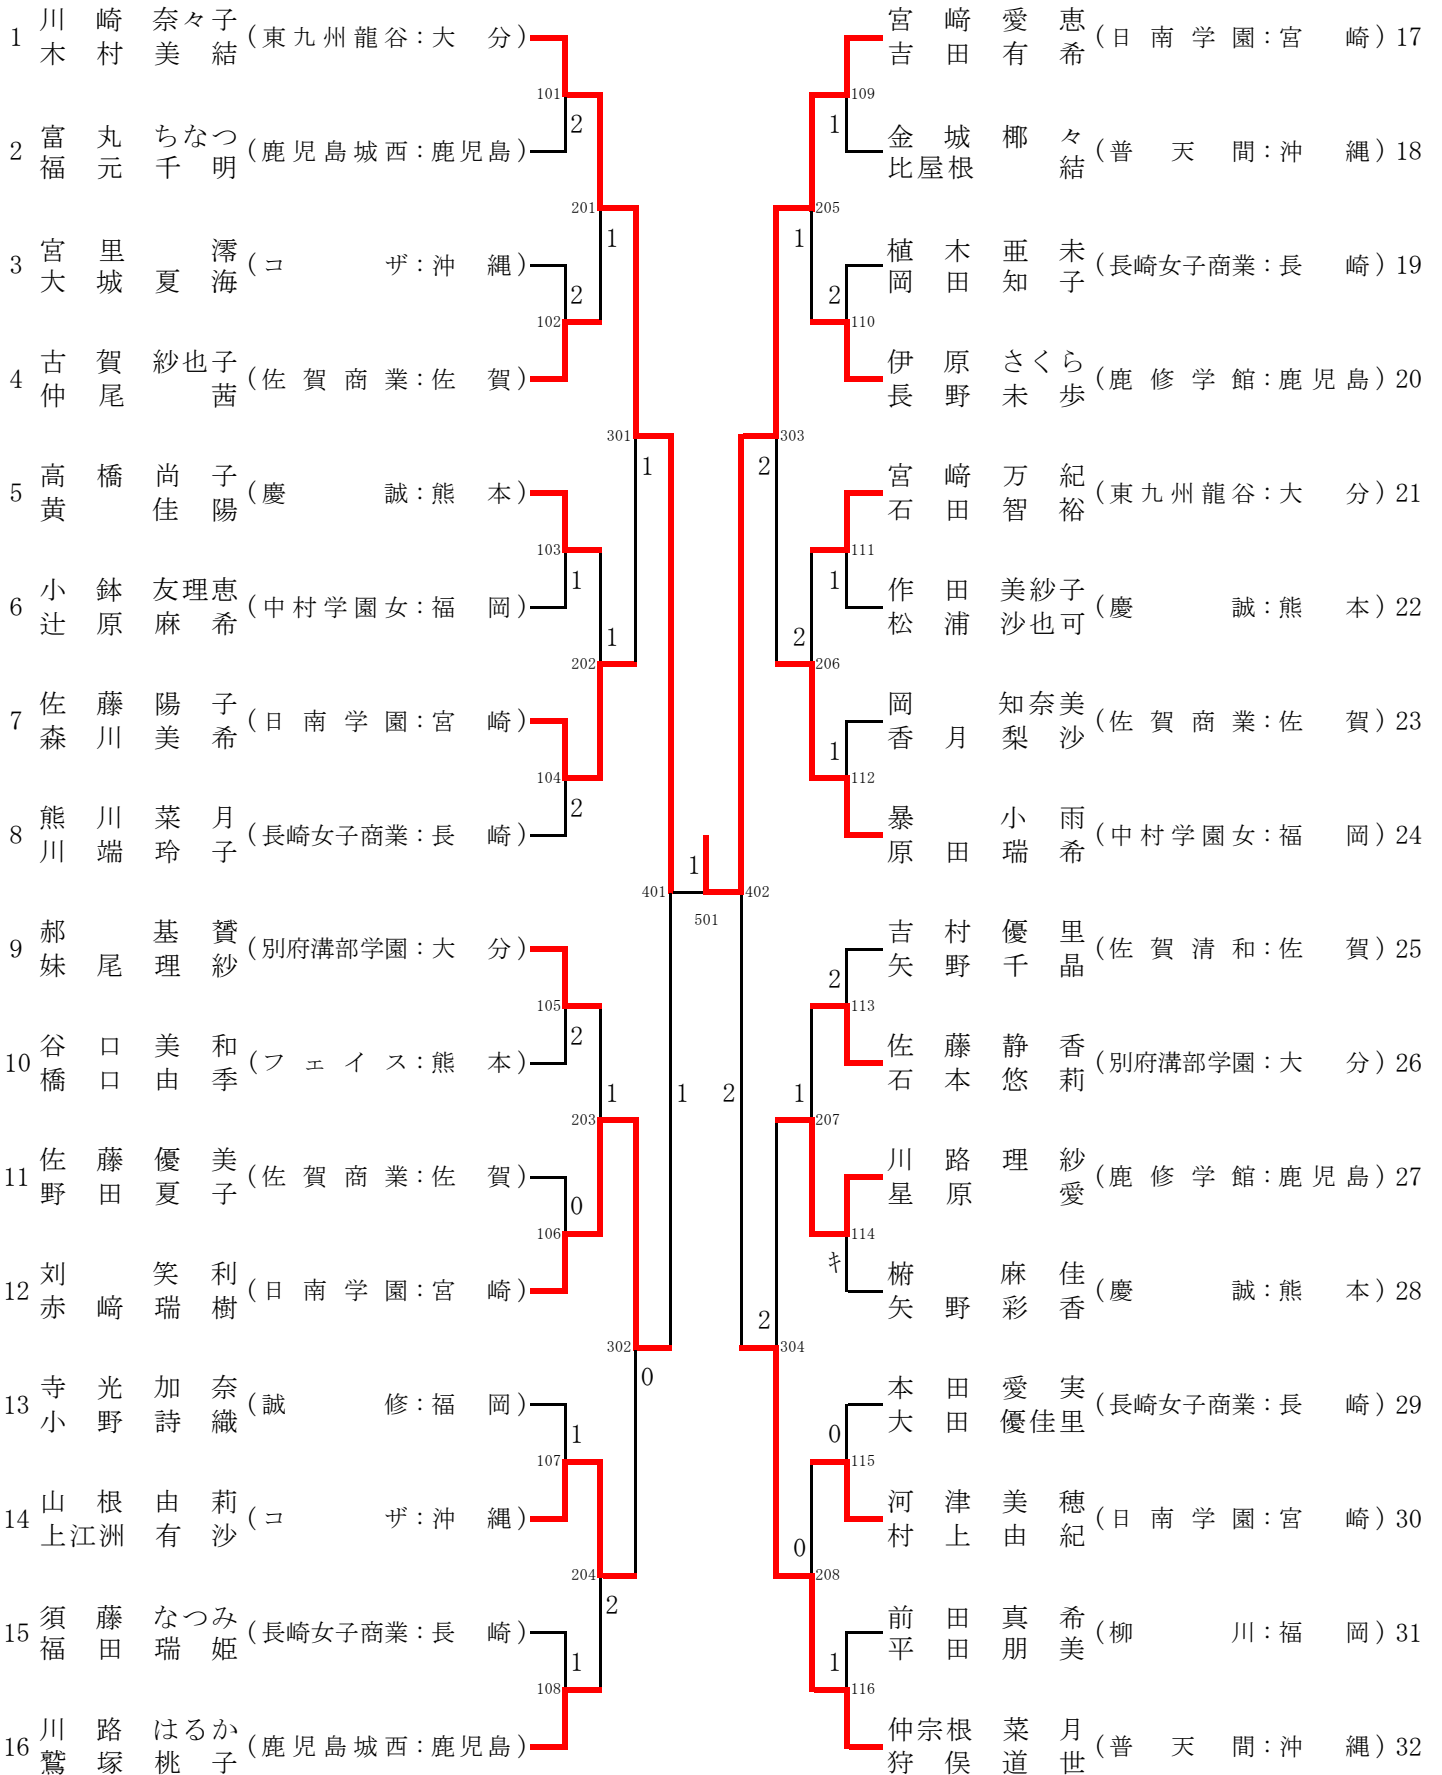 1 川崎奈々子 木村美結 (東九州龍谷:大分)
2 富丸ちなつ 福元千明 (鹿児島城西:鹿児島)
3 宮里澪 大城夏海 (コザ:沖縄)
4 古賀紗也子 仲尾茜 (佐賀商業:佐賀)
5 高橋尚子 黄佳陽 (慶誠:熊本)
6 小鉢友理恵 辻原麻希 (中村学園女:福岡)
7 佐藤陽子 森川美希 (日南学園:宮崎)
8 熊川菜月 川端玲子 (長崎女子商業:長崎)
9 郝基贇 妹尾理紗 (別府溝部学園:大分)
10 谷口美和 橋口由季 (フェイス:熊本)
11 佐藤優美 野田夏子 (佐賀商業:佐賀)
12 刘笑利 赤﨑瑞樹 (日南学園:宮崎)
13 寺光加奈 小野詩織 (誠修:福岡)
14 山根由莉 上江洲有沙 (コザ:沖縄)
15 須藤なつみ 福田瑞姫 (長崎女子商業:長崎)
16 川路はるか 鷲塚桃子 (鹿児島城西:鹿児島)
101
2
201
1
2
102
301
1
103
1
1
202
104
2
1
401
501
402
105
2
1
203
0
106
1
302
0
1
107
204
2
1
108
109
1
205
1
2
110
303
2
111
1
2
206
1
112
2
113
2
1
207
114
キ
2
304
0
115
0
208
1
116
宮﨑愛恵 吉田有希 (日南学園:宮崎) 17
金城椰々 比屋根結 (普天間:沖縄) 18
植木亜未 岡田知子 (長崎女子商業:長崎) 19
伊原さくら 長野未歩 (鹿修学館:鹿児島) 20
宮﨑万紀 石田智裕 (東九州龍谷:大分) 21
作田美紗子 松浦沙也可 (慶誠:熊本) 22
岡知奈美 香月梨沙 (佐賀商業:佐賀) 23
暴小雨 原田瑞希 (中村学園女:福岡) 24
吉村優里 矢野千晶 (佐賀清和:佐賀) 25
佐藤静香 石本悠莉 (別府溝部学園:大分) 26
川路理紗 星原愛 (鹿修学館:鹿児島) 27
椨麻佳 矢野彩香 (慶誠:熊本) 28
本田愛実 大田優佳里 (長崎女子商業:長崎) 29
河津美穂 村上由紀 (日南学園:宮崎) 30
前田真希 平田朋美 (柳川:福岡) 31
仲宗根菜月 狩俣道世 (普天間:沖縄) 32